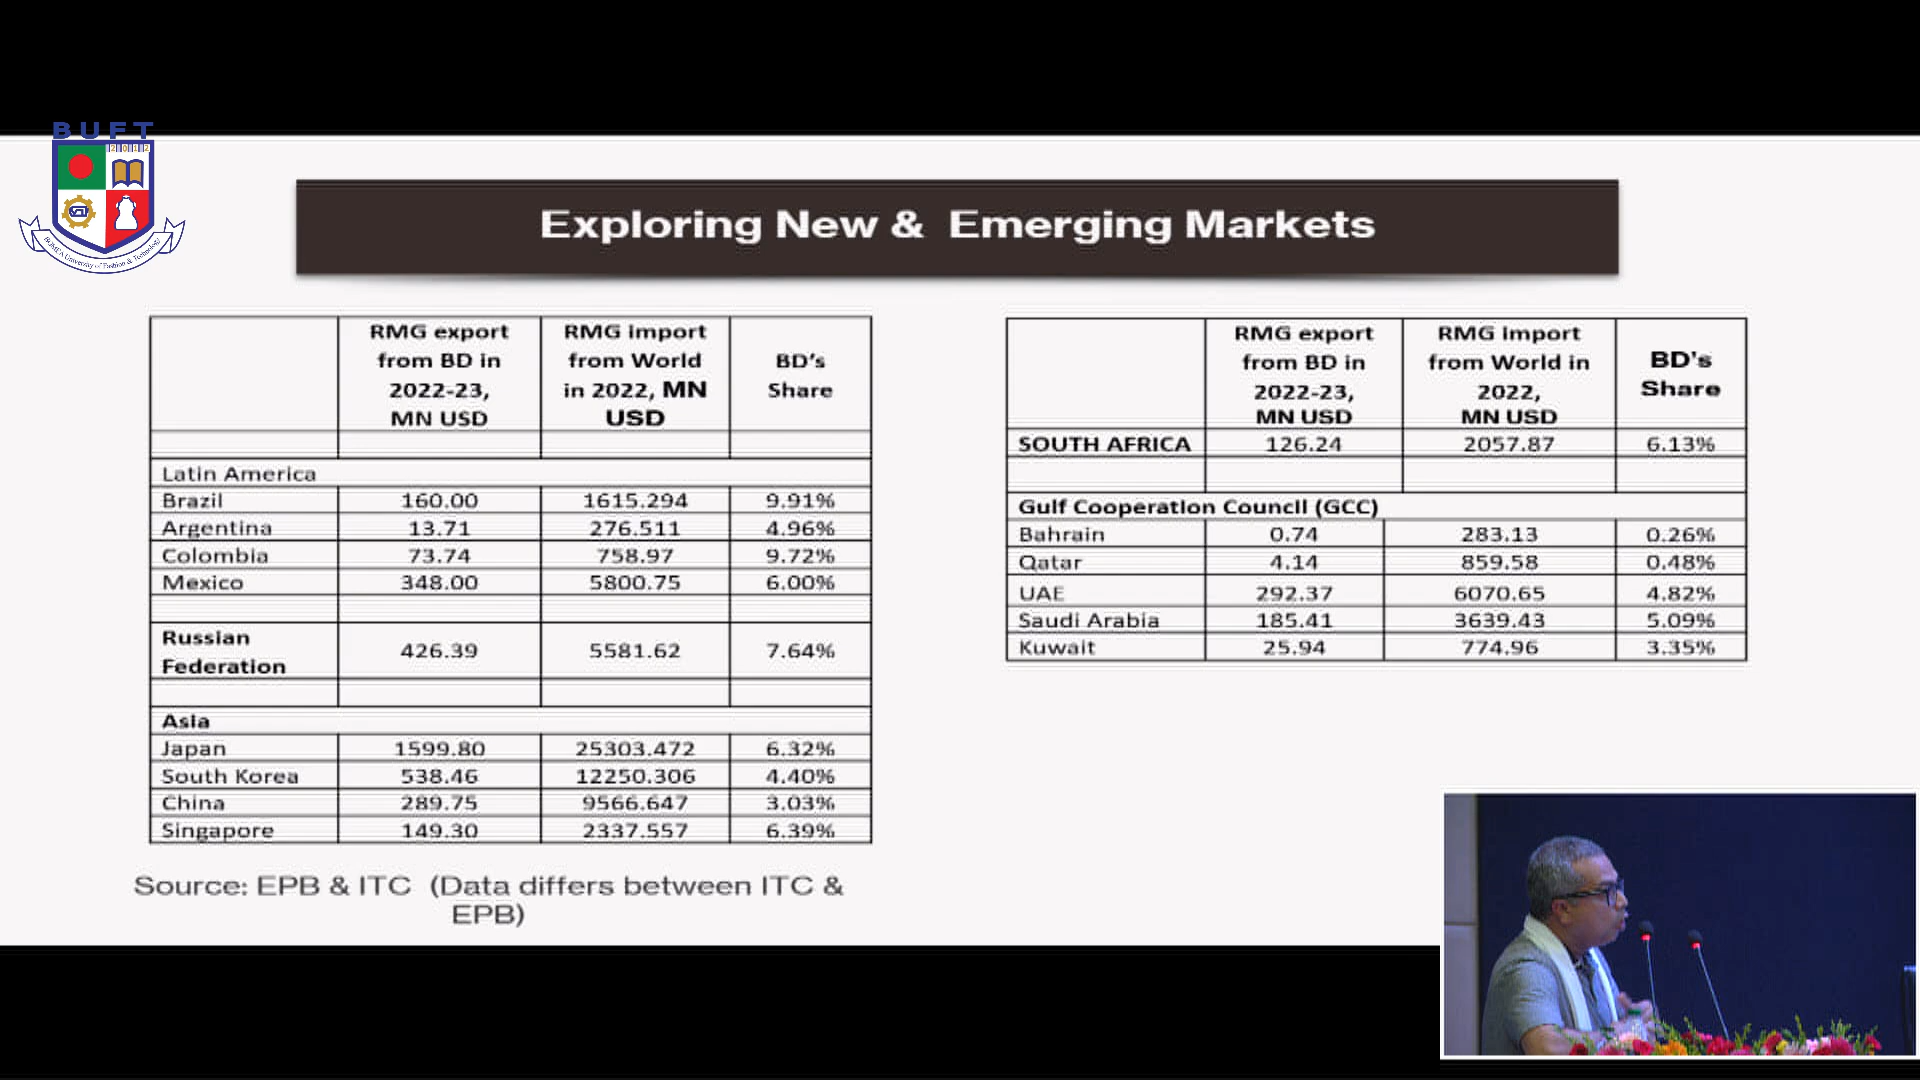 BUFT
2012
BGMEA University of Fashion & Technology
Exploring New & Emerging Markets
RMG export from BD in 2022-23, MN USD
RMG import from World in 2022, MN USD
BD's Share
Latin America
Brazil 160.00 1615.294 9.91%
Argentina 13.71 276.511 4.96%
Colombia 73.74 758.97 9.72%
Mexico 348.00 5800.75 6.00%
Russian Federation 426.39 5581.62 7.64%
Asia
Japan 1599.80 25303.472 6.32%
South Korea 538.46 12250.306 4.40%
China 289.75 9566.647 3.03%
Singapore 149.30 2337.557 6.39%
Source: EPB & ITC (Data differs between ITC &
EPB)
RMG export from BD in 2022-23, MN USD
RMG import from World in 2022, MN USD
BD's Share
SOUTH AFRICA 126.24 2057.87 6.13%
Gulf Cooperation Council (GCC)
Bahrain 0.74 283.13 0.26%
Qatar 4.14 859.58 0.48%
UAE 292.37 6070.65 4.82%
Saudi Arabia 185.41 3639.43 5.09%
Kuwait 25.94 774.96 3.35%